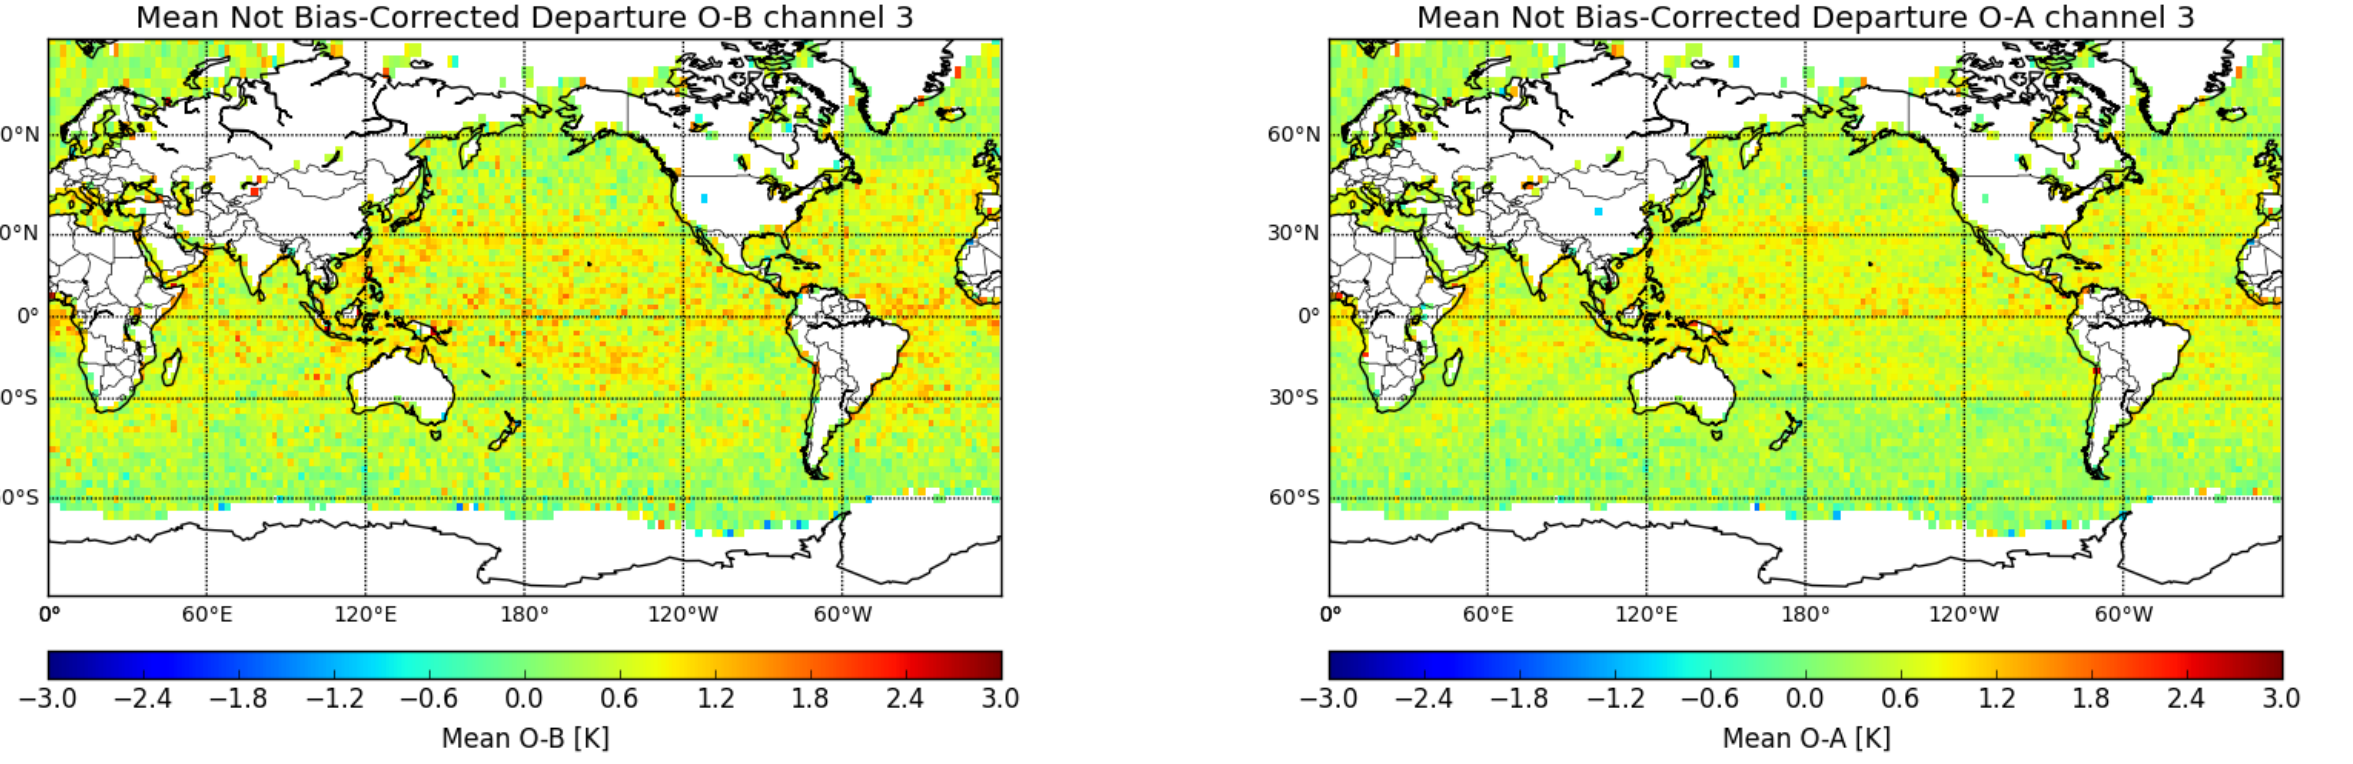 Mean Not Bias-Corrected Departure O-B channel 3
0°N
0°N
0°
0°S
0°S
0° 60°E 120°E 180° 120°W 60°W
−3.0 −2.4 −1.8 −1.2 −0.6 0.0 0.6 1.2 1.8 2.4 3.0
Mean O-B [K]
Mean Not Bias-Corrected Departure O-A channel 3
60°N
30°N
0°
30°S
60°S
0° 60°E 120°E 180° 120°W 60°W
−3.0 −2.4 −1.8 −1.2 −0.6 0.0 0.6 1.2 1.8 2.4 3.0
Mean O-A [K]